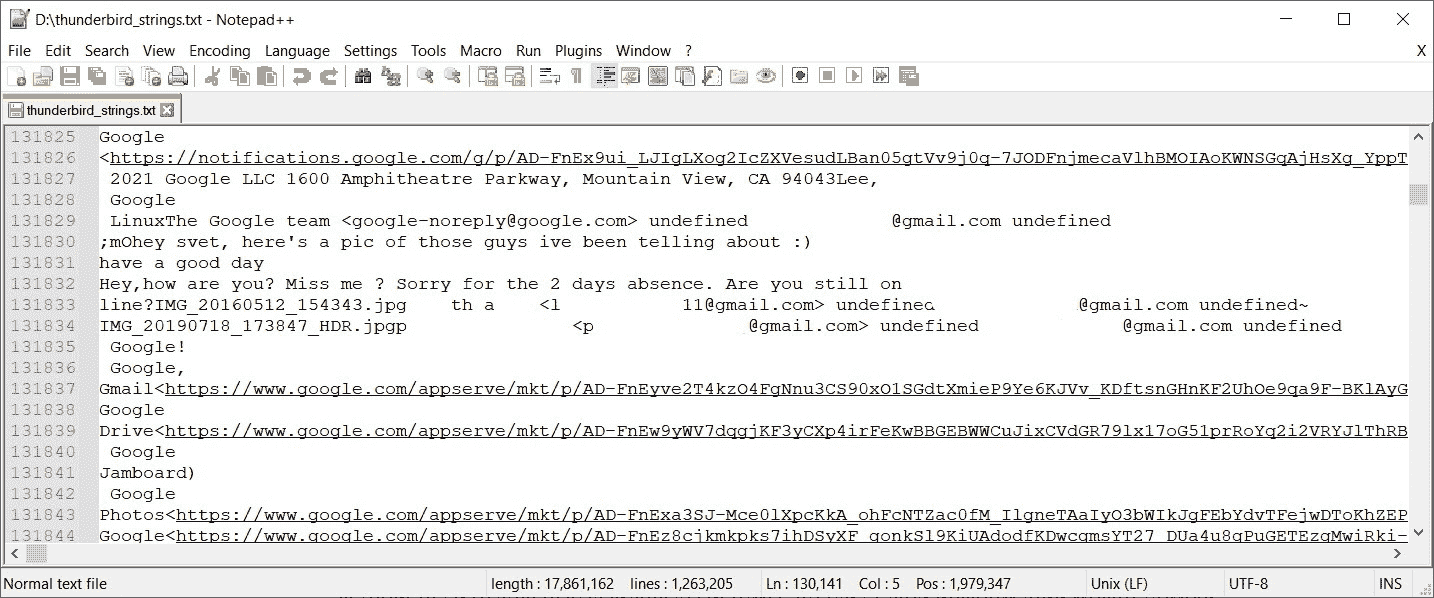 D:\thunderbird_strings.txt - Notepad++
File Edit Search View Encoding Language Settings Tools Macro Run Plugins Window ? X
thunderbird_strings.txt
131825 Google
131826 <https://notifications.google.com/g/p/AD-FnEx9ui_LJIgLXog2IcZXVesudLBan05gtVv9j0q-7JODFnjmecaVlhBMOIAoKWNSGqAjHsXg_YppT
131827 2021 Google LLC 1600 Amphitheatre Parkway, Mountain View, CA 94043Lee,
131828 Google
131829 LinuxThe Google team <google-noreply@google.com> undefined @gmail.com undefined
131830 ;mOhey svet, here's a pic of those guys ive been telling about :)
131831 have a good day
131832 Hey,how are you? Miss me ? Sorry for the 2 days absence. Are you still on
131833 line?IMG_20160512_154343.jpg th a <l 11@gmail.com> undefined @gmail.com undefined~
131834 IMG_20190718_173847_HDR.jpgp <p @gmail.com> undefined @gmail.com undefined
131835 Google!
131836 Google,
131837 Gmail<https://www.google.com/appserve/mkt/p/AD-FnEyve2T4kzO4FgNnu3CS90xO1SGdtXmieP9Ye6KJVv_KDftsnGHnKF2UhOe9qa9F-BKlAyG
131838 Google
131839 Drive<https://www.google.com/appserve/mkt/p/AD-FnEw9yWV7dqgjKF3yCXp4irFeKwBBGEBWWCuJixCVdGR79lx17oG51prRoYq2i2VRYJlThRB
131840 Google
131841 Jamboard)
131842 Google
131843 Photos<https://www.google.com/appserve/mkt/p/AD-FnExa3SJ-Mce0lXpcKkA_ohFcNTZac0fM_IlgneTAaIyO3bWIkJgFEbYdvTFejwDToKhZEP
131844 Google<https://www.google.com/appserve/mkt/p/AD-FnEz8cjkmkpks7ihDSyXF_gonkSl9KiUAdodfKDwcgmsYT27_DUa4u8gPuGETEzgMwiRki-
Normal text file length : 17,861,162 lines : 1,263,205 Ln : 130,141 Col : 5 Pos : 1,979,347 Unix (LF) UTF-8 INS